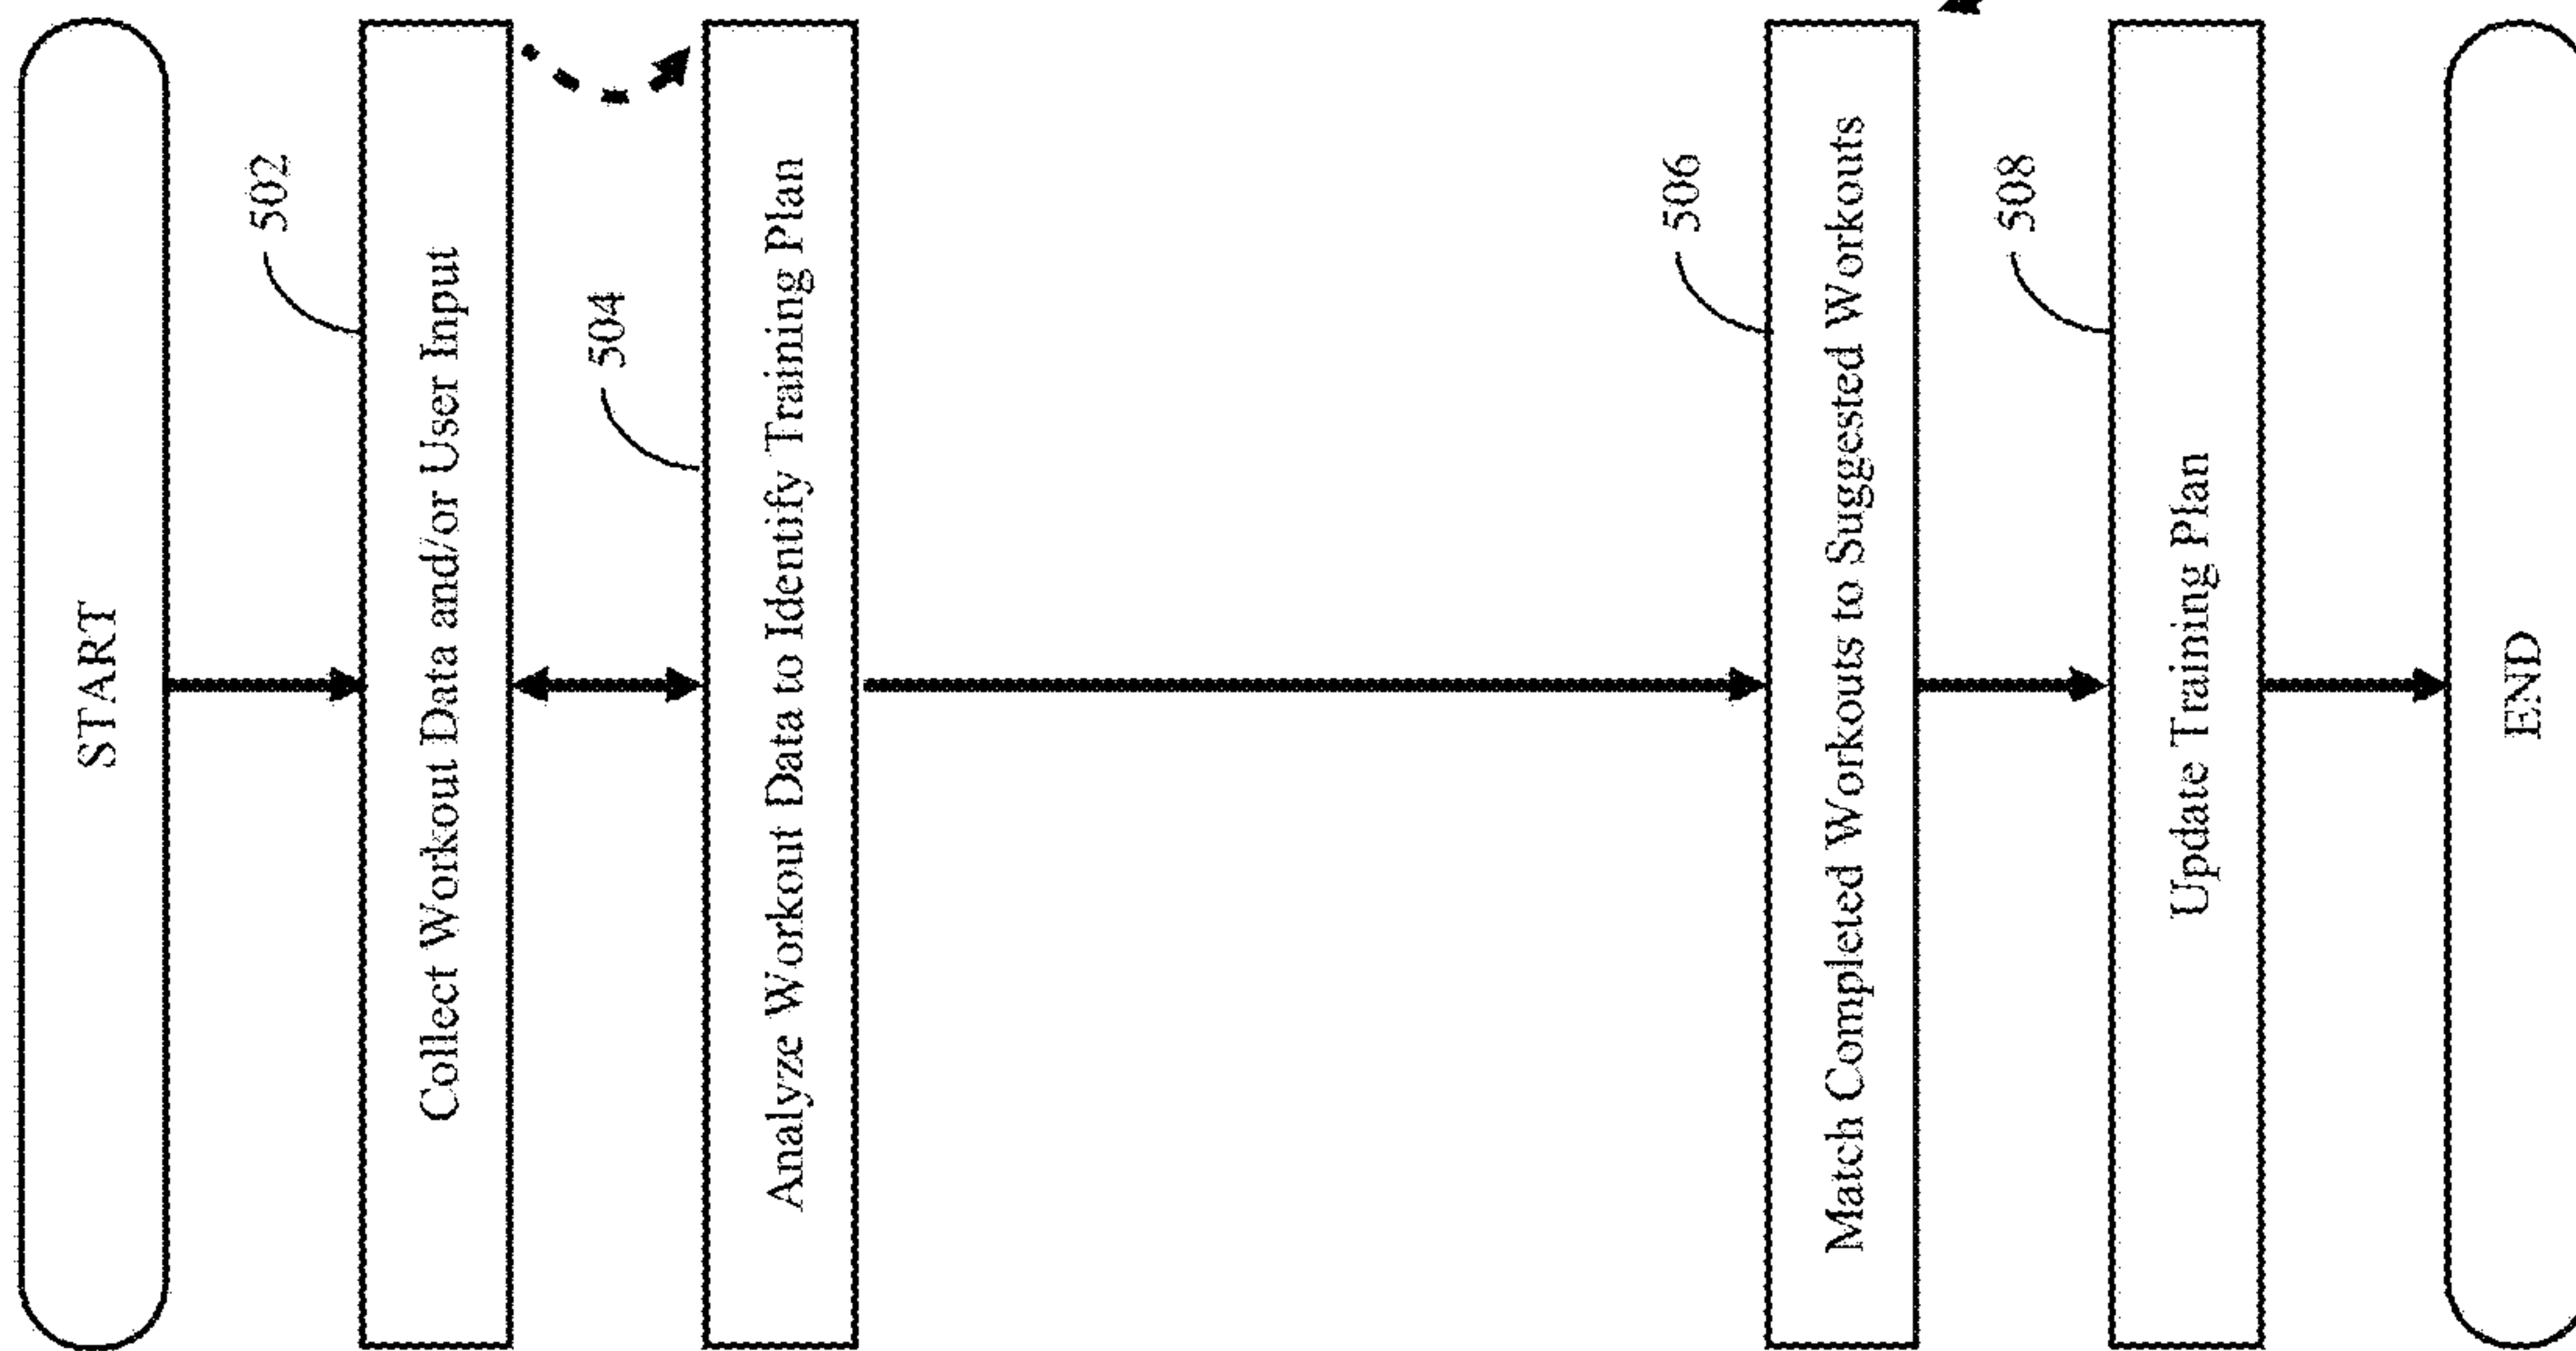 START
502
Collect Workout Data and/or User Input
504
Analyze Workout Data to Identify Training Plan
506
Match Completed Workouts to Suggested Workouts
508
Update Training Plan
END